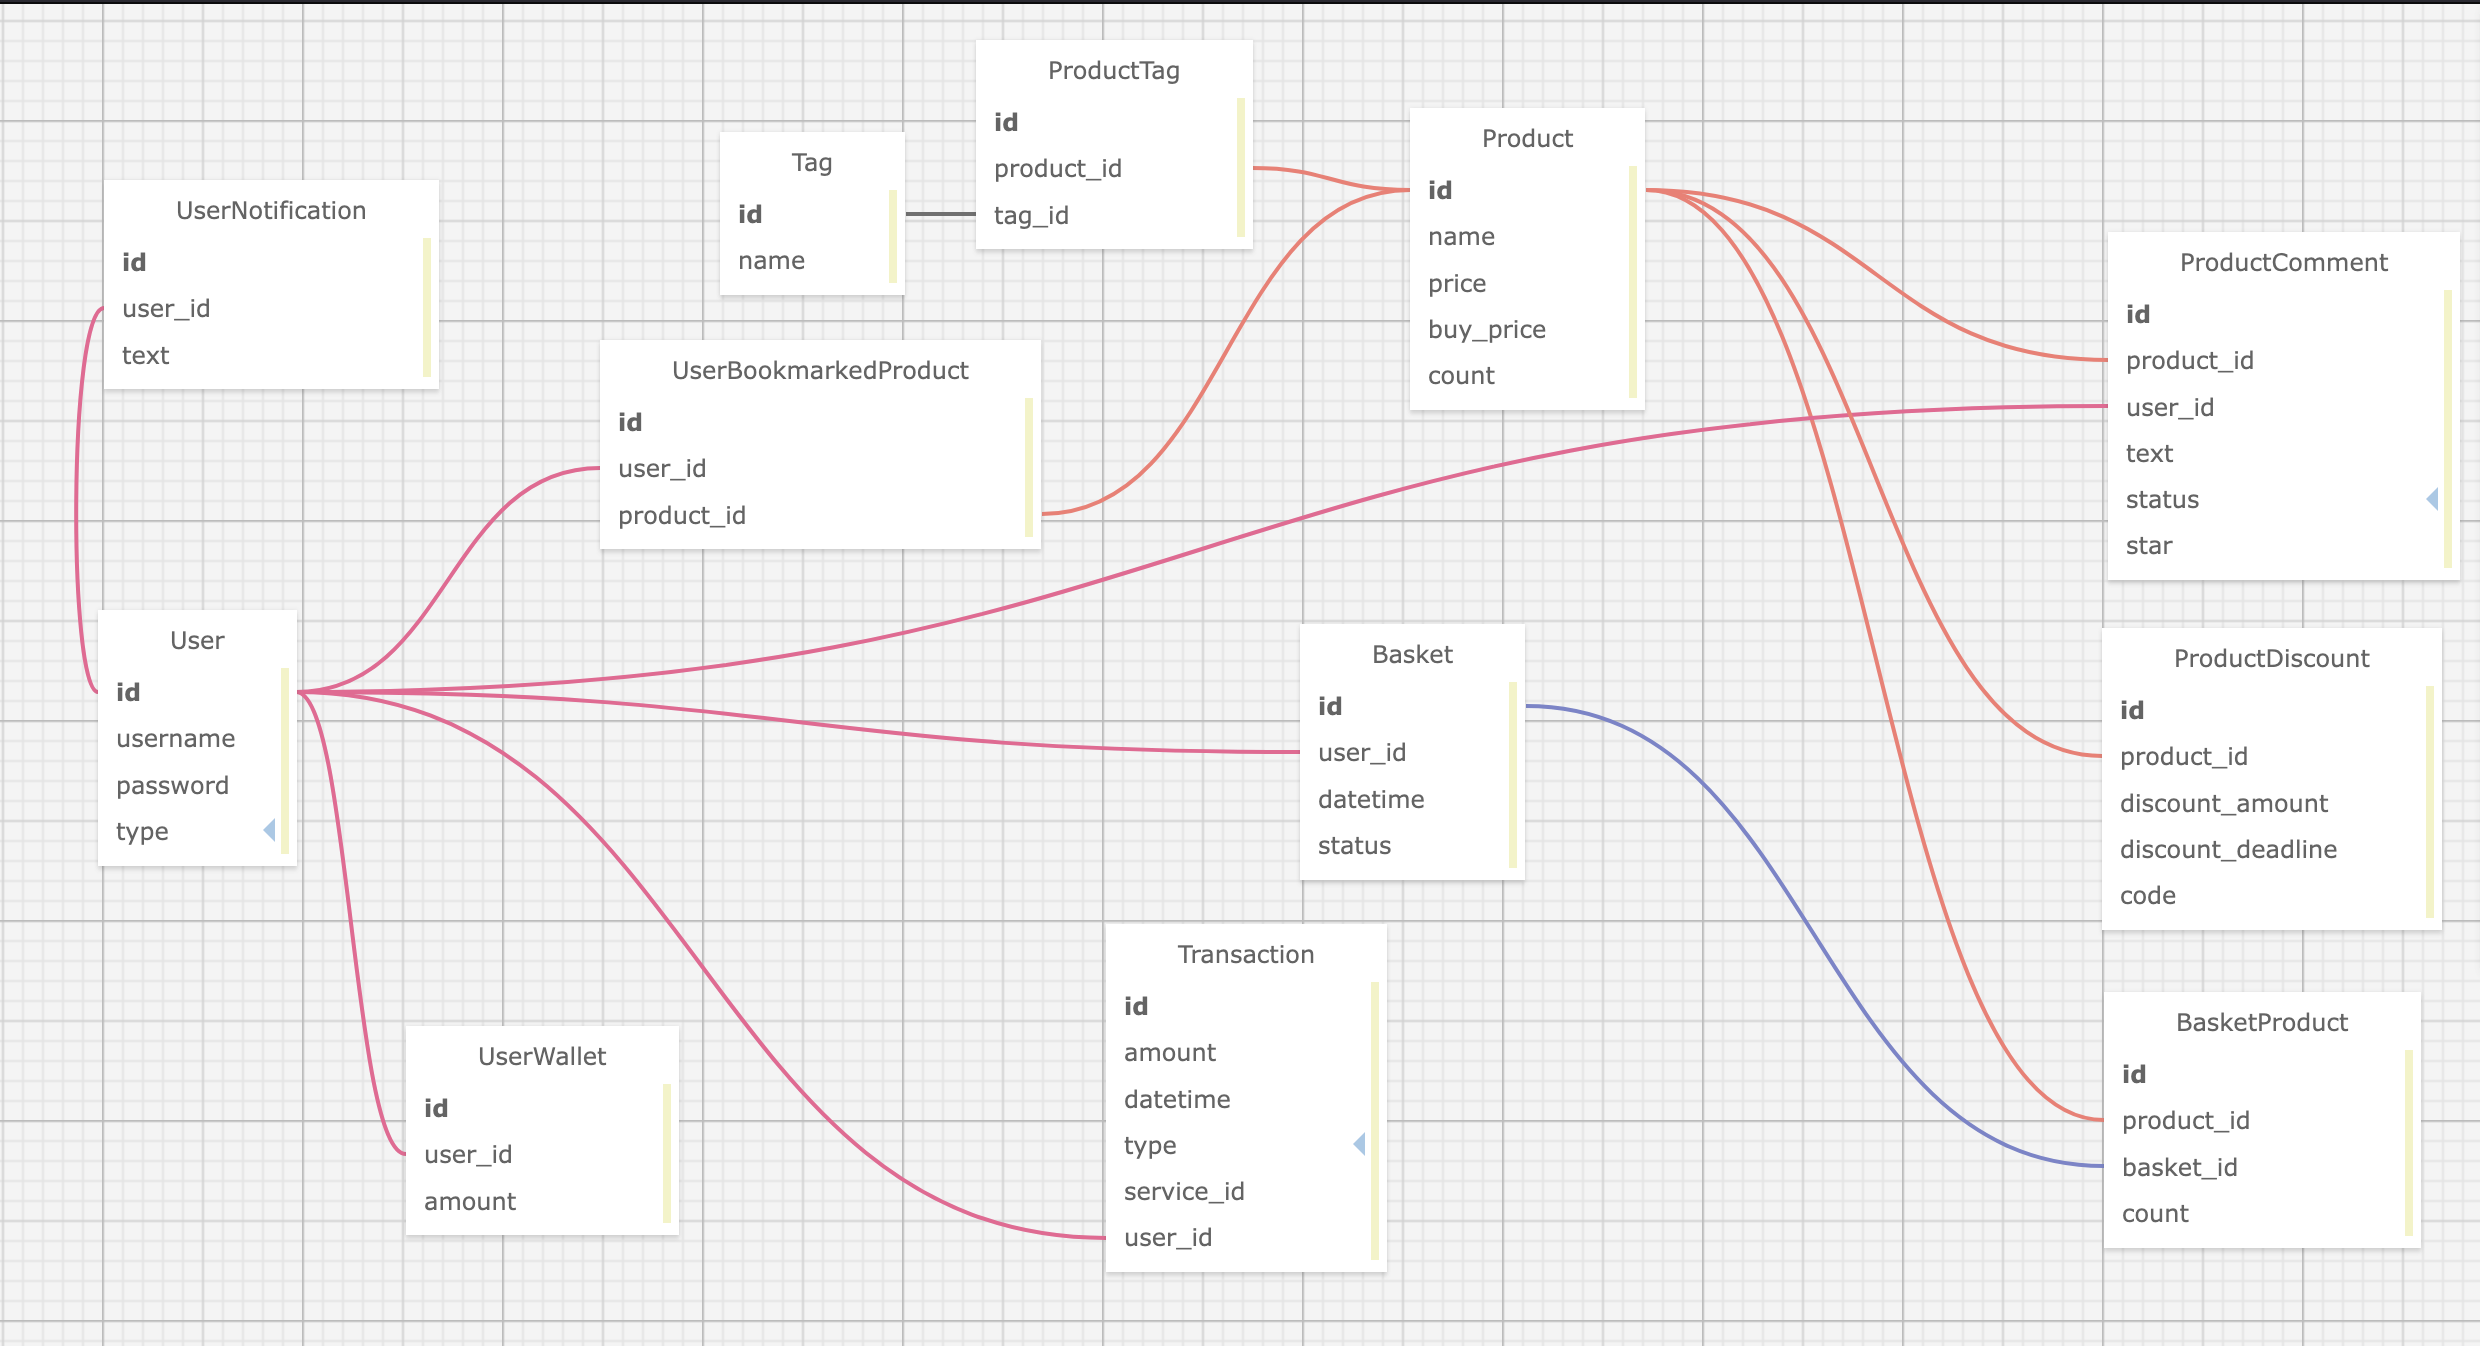 ProductTag
id
product_id
tag_id
Product
id
name
price
buy_price
count
Tag
id
name
UserNotification
id
user_id
text
ProductComment
id
product_id
user_id
text
status
star
UserBookmarkedProduct
id
user_id
product_id
User
id
username
password
type
Basket
id
user_id
datetime
status
ProductDiscount
id
product_id
discount_amount
discount_deadline
code
Transaction
id
amount
datetime
type
service_id
user_id
BasketProduct
id
product_id
basket_id
count
UserWallet
id
user_id
amount